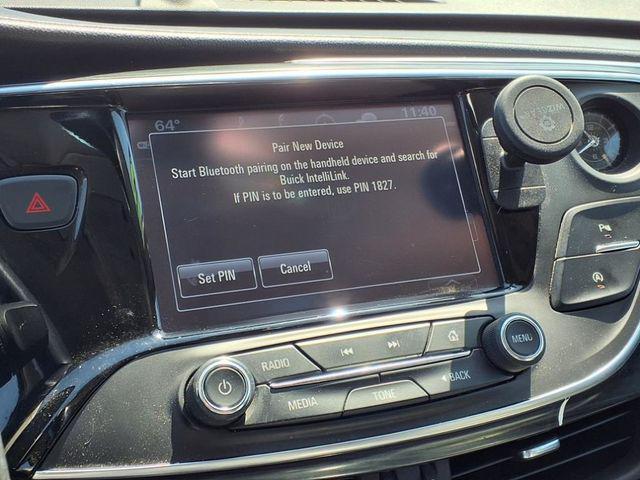 64° 11:40
Pair New Device
Start Bluetooth pairing on the handheld device and search for
Buick IntelliLink.
If PIN is to be entered, use PIN 1827.
Set PIN Cancel
RADIO
MENU
MEDIA TONE BACK